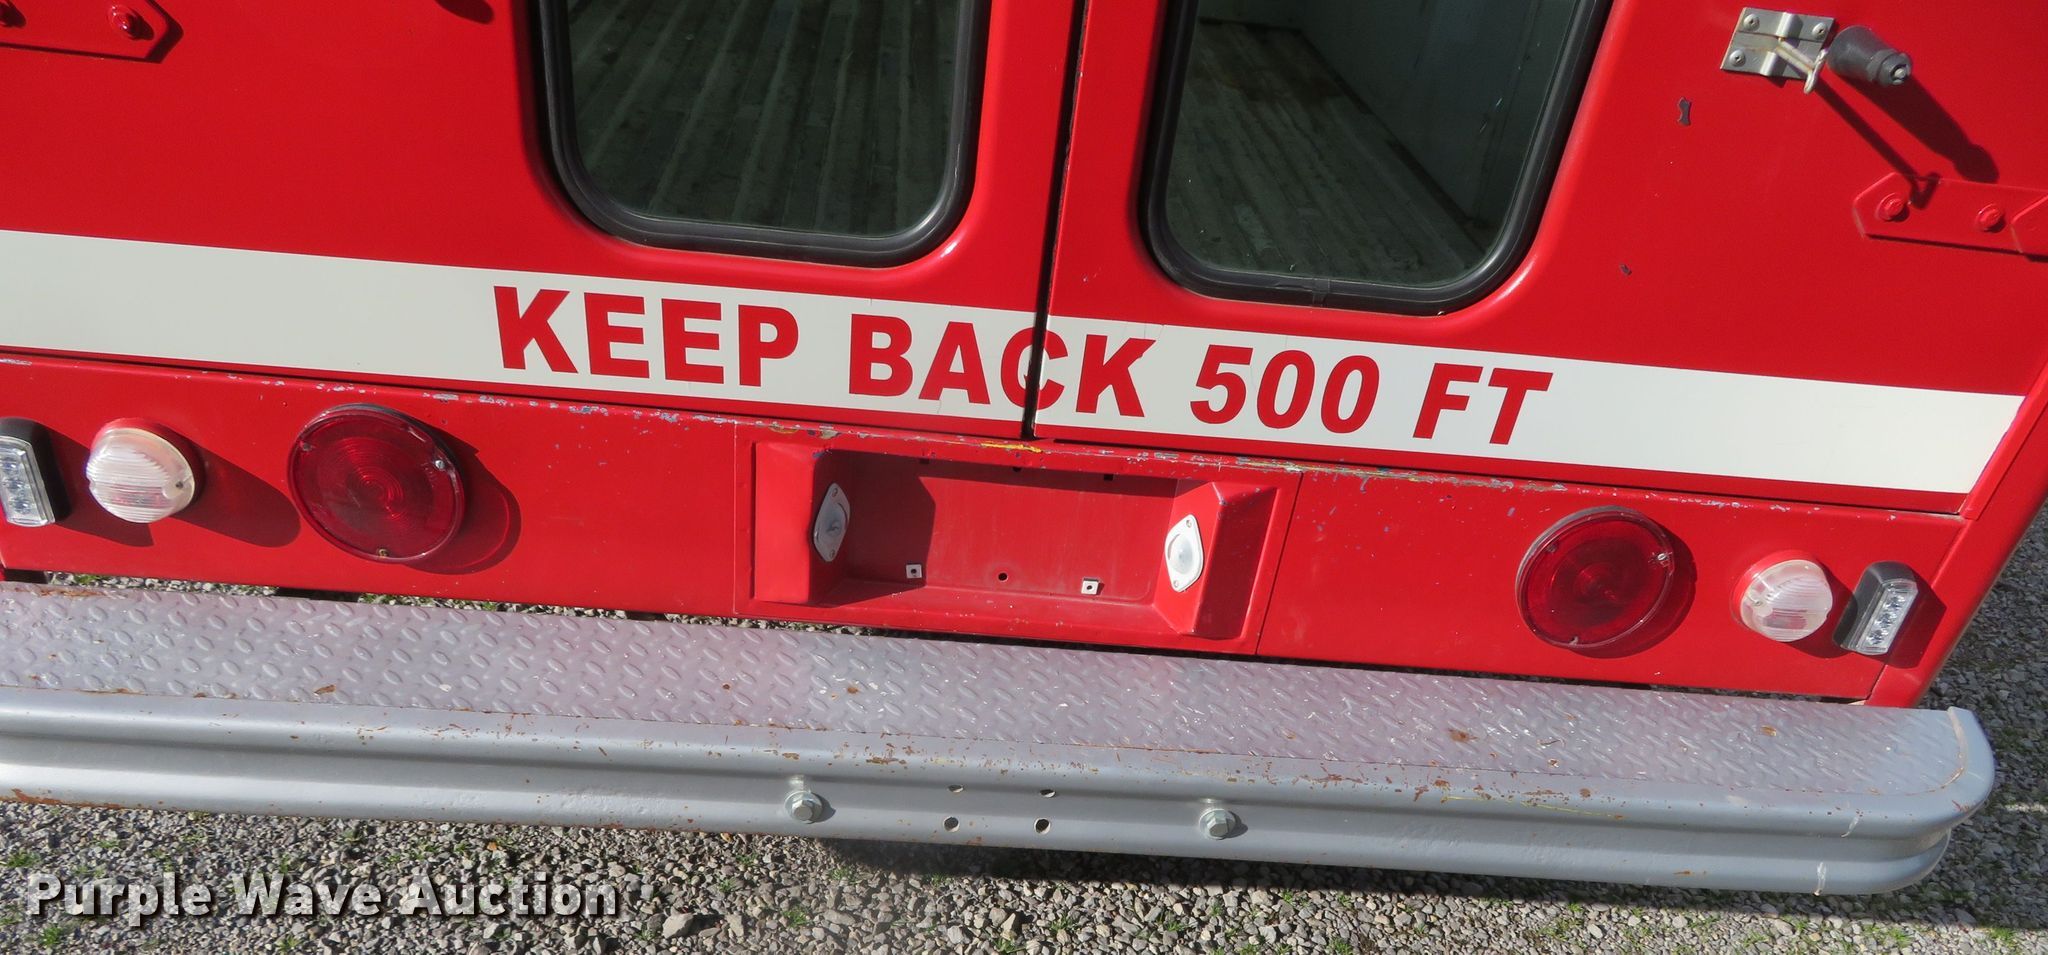 KEEP BACK 500 FT
Purple Wave Auction